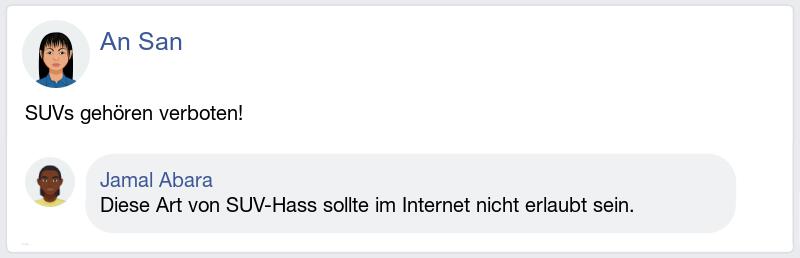 An San
SUVs gehören verboten!
Jamal Abara
Diese Art von SUV-Hass sollte im Internet nicht erlaubt sein.